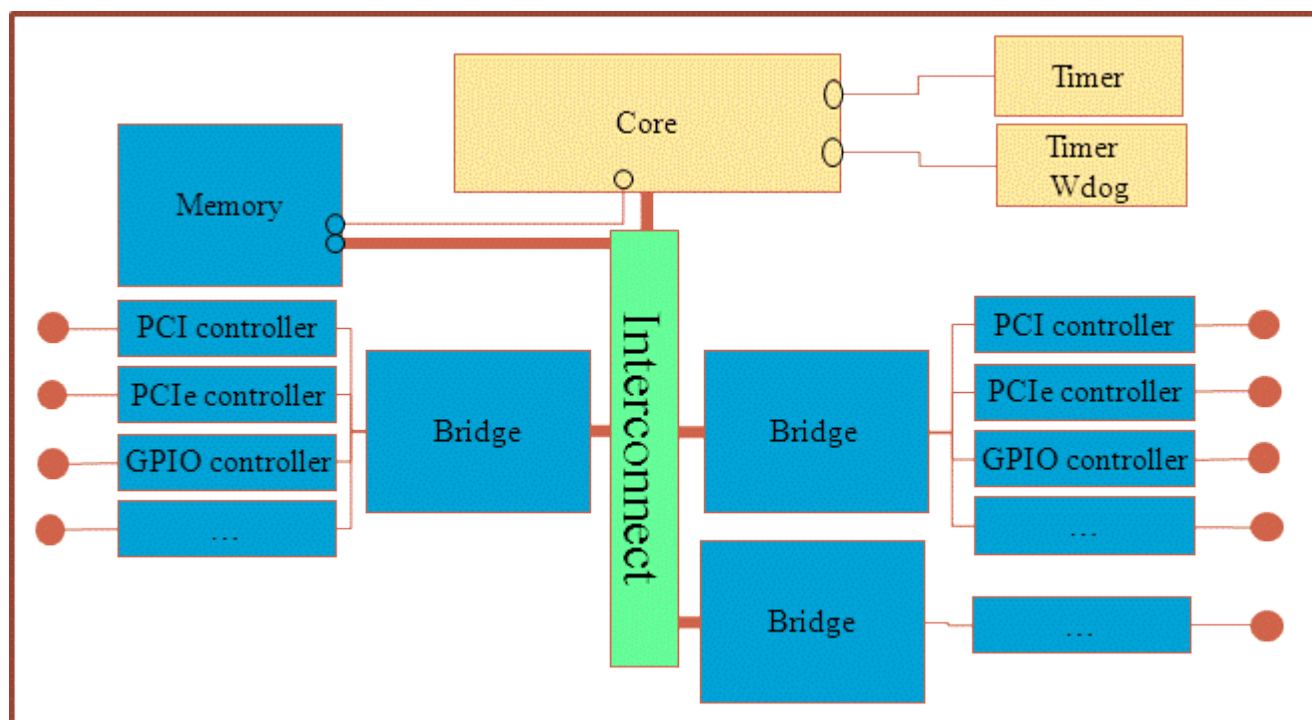 Core
Timer
Timer
Wdog
Memory
Interconnect
PCI controller
PCIe controller
GPIO controller
...
Bridge
Bridge
PCI controller
PCIe controller
GPIO controller
...
Bridge
...